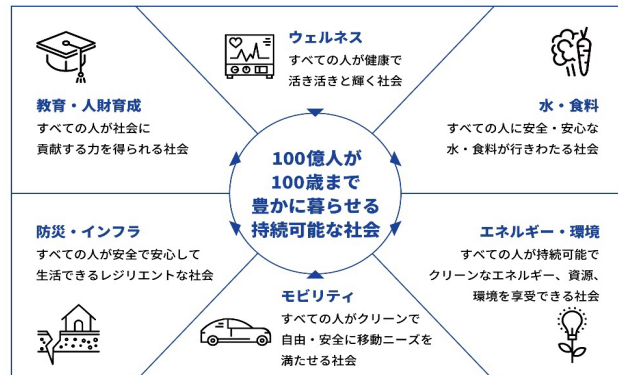 ウェルネス
すべての人が健康で
活き活きと輝く社会
教育・人財育成
すべての人が社会に
貢献する力を得られる社会
水・食料
すべての人に安全・安心な
水・食料が行きわたる社会
100億人が
100歳まで
豊かに暮らせる
持続可能な社会
防災・インフラ
すべての人が安全で安心して
生活できるレジリエントな社会
エネルギー・環境
すべての人が持続可能で
クリーンなエネルギー、資源、
環境を享受できる社会
モビリティ
すべての人がクリーンで
自由・安全に移動ニーズを
満たせる社会